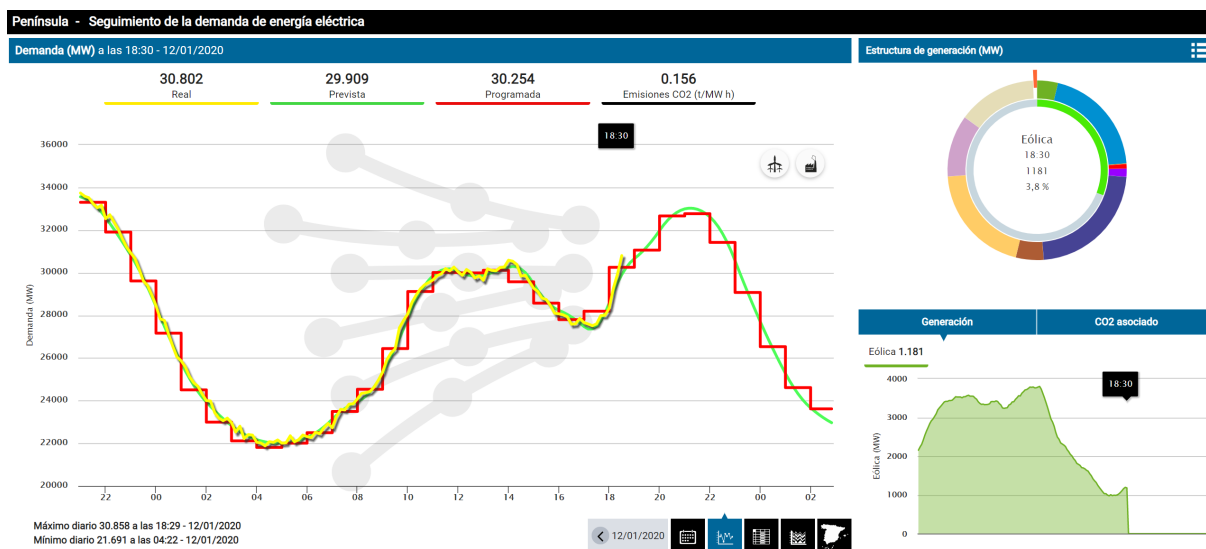 Península - Seguimiento de la demanda de energía eléctrica
Demanda (MW) a las 18:30 - 12/01/2020
30.802 29.909 30.254 0.156
Real Prevista Programada Emisiones CO2 (t/MW h)
18:30
36000
34000
32000
30000
28000
26000
24000
22000
20000
Demanda (MW)
22 00 02 04 06 08 10 12 14 16 18 20 22 00 02
Máximo diario 30.858 a las 18:29 - 12/01/2020
Mínimo diario 21.691 a las 04:22 - 12/01/2020
12/01/2020
Estructura de generación (MW)
Eólica
18:30
1181
3,8 %
Generación CO2 asociado
Eólica 1.181
18:30
4000
3000
2000
1000
0
Eólica (MW)